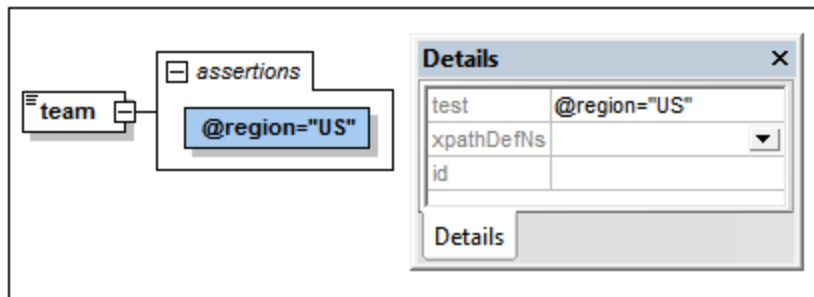 team
assertions
@region="US"
Details
test @region="US"
xpathDefNs
id
Details